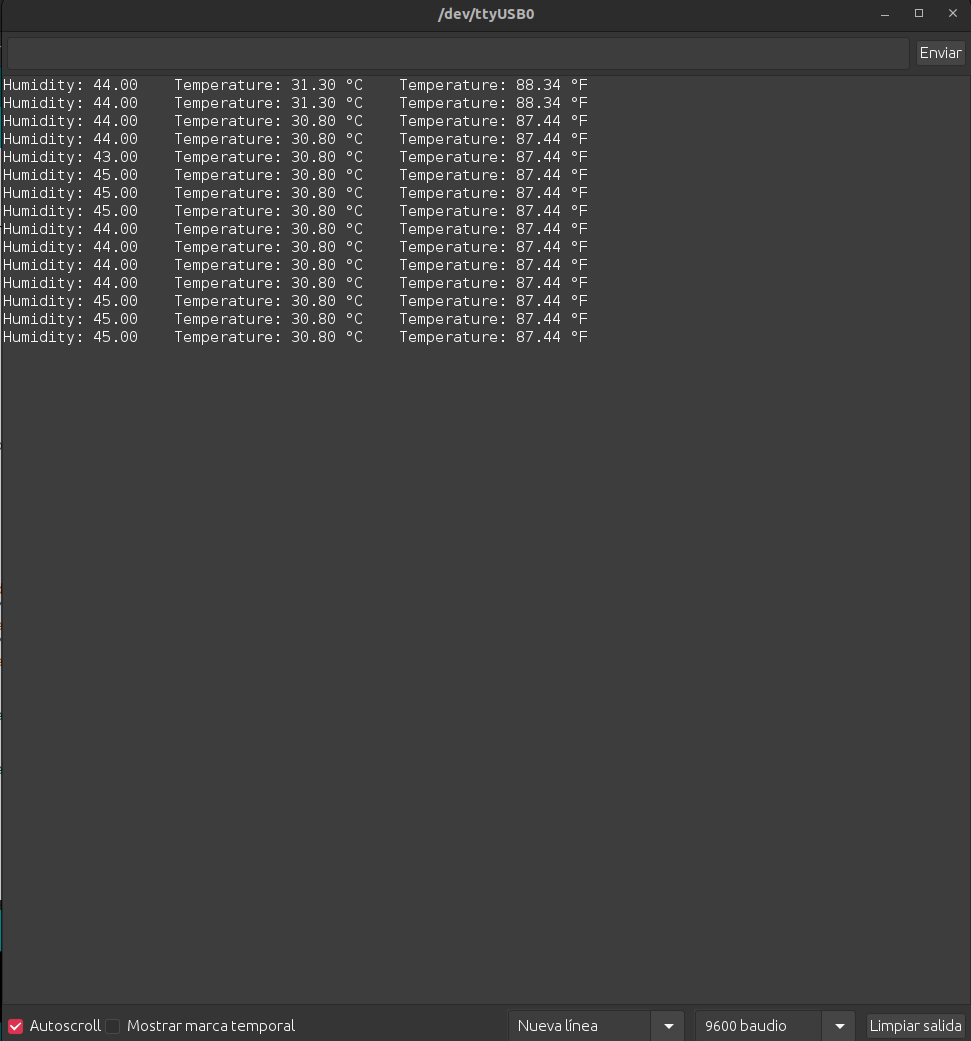 /dev/ttyUSB0
Enviar
Humidity: 44.00    Temperature: 31.30 °C    Temperature: 88.34 °F
Humidity: 44.00    Temperature: 31.30 °C    Temperature: 88.34 °F
Humidity: 44.00    Temperature: 30.80 °C    Temperature: 87.44 °F
Humidity: 44.00    Temperature: 30.80 °C    Temperature: 87.44 °F
Humidity: 43.00    Temperature: 30.80 °C    Temperature: 87.44 °F
Humidity: 45.00    Temperature: 30.80 °C    Temperature: 87.44 °F
Humidity: 45.00    Temperature: 30.80 °C    Temperature: 87.44 °F
Humidity: 45.00    Temperature: 30.80 °C    Temperature: 87.44 °F
Humidity: 44.00    Temperature: 30.80 °C    Temperature: 87.44 °F
Humidity: 44.00    Temperature: 30.80 °C    Temperature: 87.44 °F
Humidity: 44.00    Temperature: 30.80 °C    Temperature: 87.44 °F
Humidity: 44.00    Temperature: 30.80 °C    Temperature: 87.44 °F
Humidity: 45.00    Temperature: 30.80 °C    Temperature: 87.44 °F
Humidity: 45.00    Temperature: 30.80 °C    Temperature: 87.44 °F
Humidity: 45.00    Temperature: 30.80 °C    Temperature: 87.44 °F
Autoscroll Mostrar marca temporal Nueva línea 9600 baudio Limpiar salida